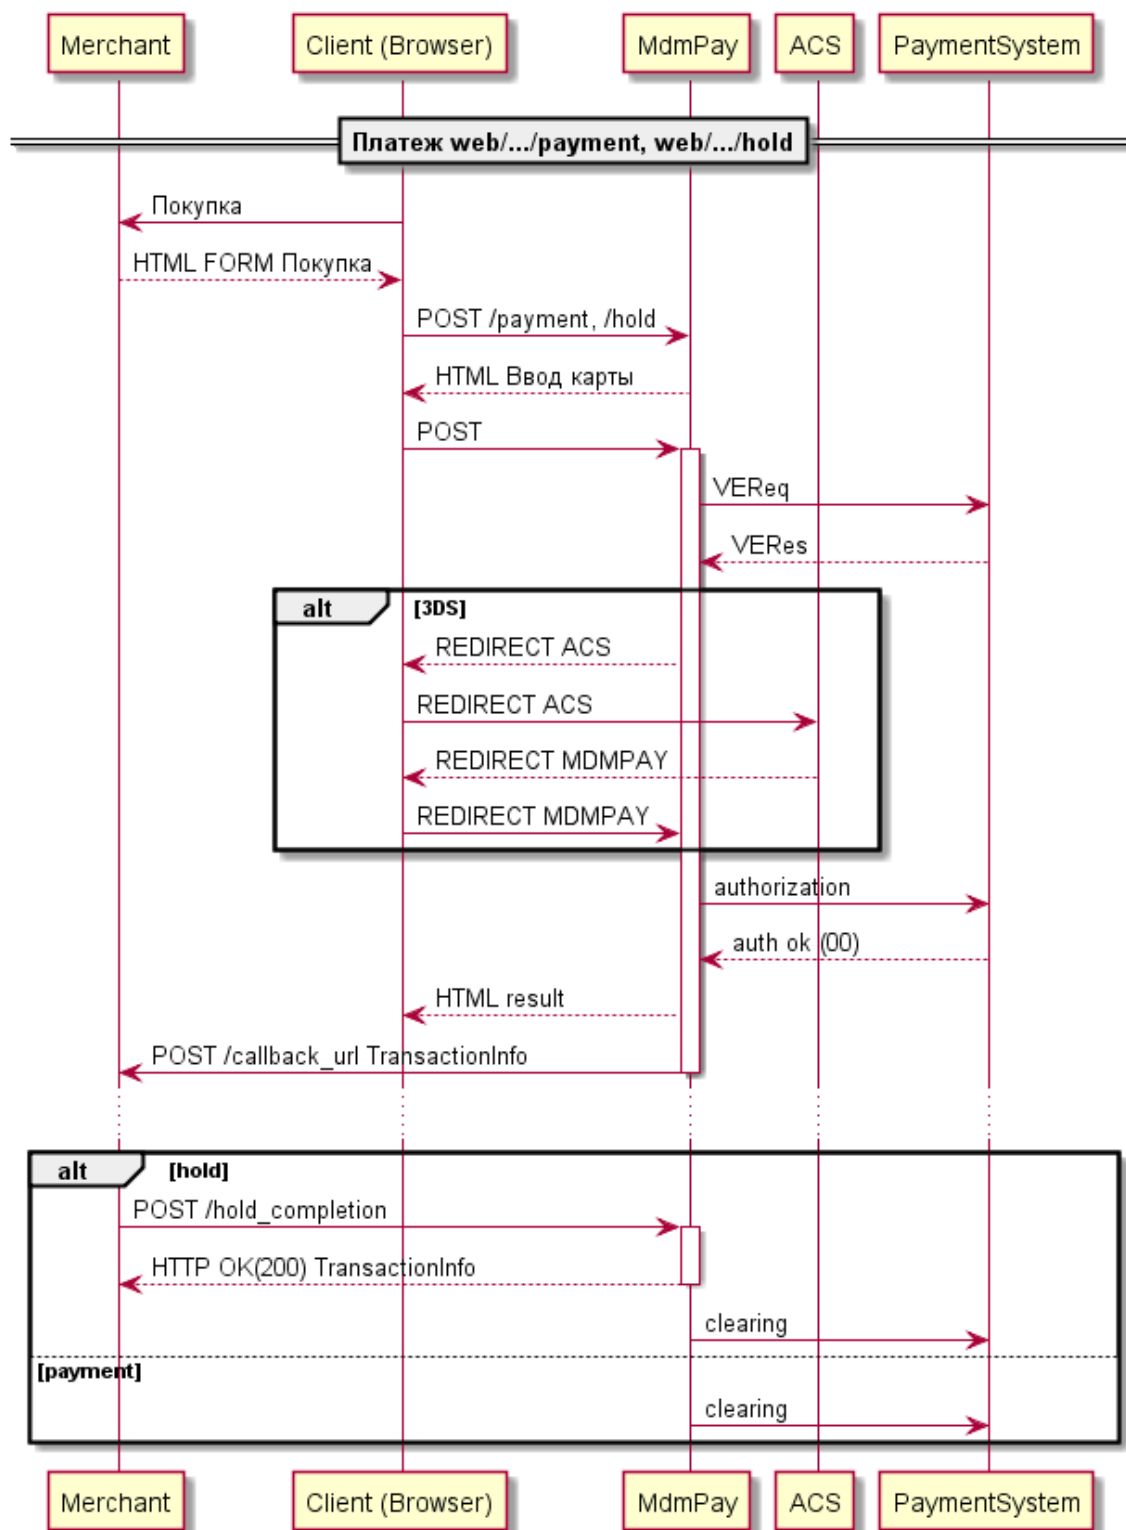 Merchant Client (Browser) MdmPay ACS PaymentSystem
Платеж web/.../payment, web/.../hold
Покупка
HTML FORM Покупка
POST /payment, /hold
HTML Ввод карты
POST
VEReq
VERes
alt [3DS]
REDIRECT ACS
REDIRECT ACS
REDIRECT MDMPAY
REDIRECT MDMPAY
authorization
auth ok (00)
HTML result
POST /callback_url TransactionInfo
alt [hold]
POST /hold_completion
HTTP OK(200) TransactionInfo
clearing
[payment]
clearing
Merchant Client (Browser) MdmPay ACS PaymentSystem